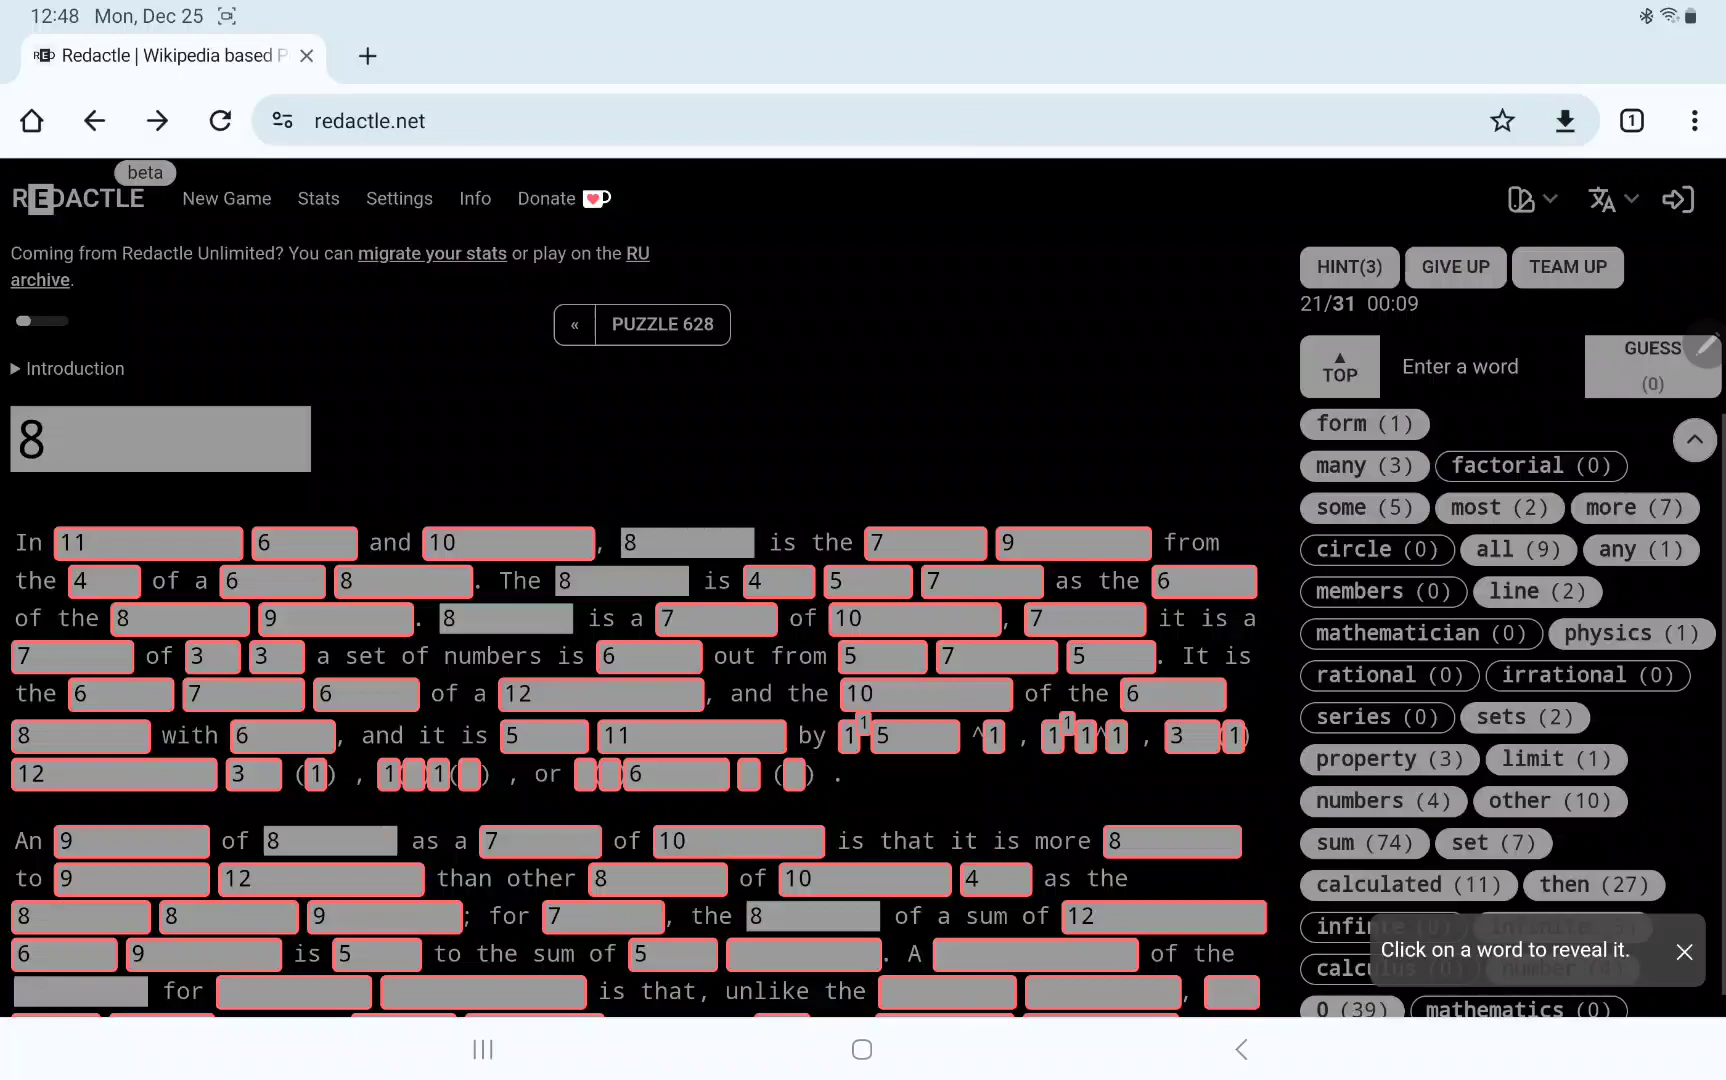 12:48 Mon, Dec 25
RED Redactle | Wikipedia based P
redactle.net
1
beta
REDACTLE New Game Stats Settings Info Donate
Coming from Redactle Unlimited? You can migrate your stats or play on the RU
archive.
« PUZZLE 628
▶ Introduction
8
In 11 6 and 10, 8 is the 7 9 from
the 4 of a 6 8. The 8 is 4 5 7 as the 6
of the 8 9. 8 is a 7 of 10, 7 it is a
7 of 3 3 a set of numbers is 6 out from 5 7 5. It is
the 6 7 6 of a 12, and the 10 of the 6
8 with 6, and it is 5 11 by 1 1 5 ^1 , 1 1 1^1 , 3 1)
12 3 (1) , 1 1( ) , or 6 ( ) .
An 9 of 8 as a 7 of 10 is that it is more 8
to 9 12 than other 8 of 10 4 as the
8 8 9; for 7, the 8 of a sum of 12
6 9 is 5 to the sum of 5 . A of the
for is that, unlike the ,
HINT(3) GIVE UP TEAM UP
21/31 00:09
▲
TOP
Enter a word
GUESS
(0)
form (1)
many (3) factorial (0)
some (5) most (2) more (7)
circle (0) all (9) any (1)
members (0) line (2)
mathematician (0) physics (1)
rational (0) irrational (0)
series (0) sets (2)
property (3) limit (1)
numbers (4) other (10)
sum (74) set (7)
calculated (11) then (27)
Click on a word to reveal it.
0 (39) mathematics (0)